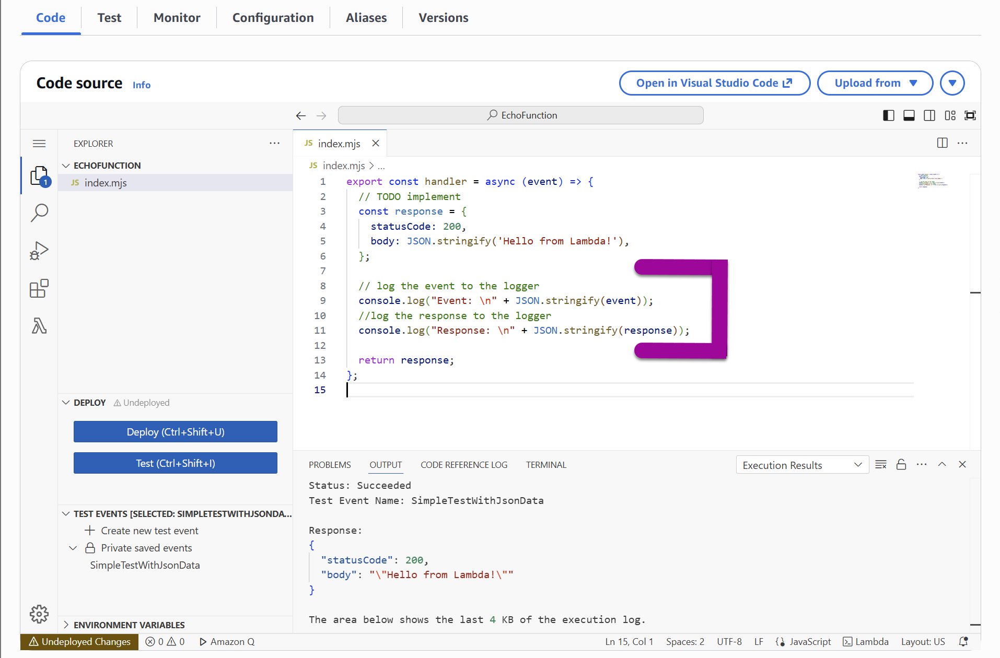 Code Test Monitor Configuration Aliases Versions
Code source Info Open in Visual Studio Code Upload from
EchoFunction
EXPLORER ...
JS index.mjs
ECHOFUNCTION
JS index.mjs
JS index.mjs > ...
1 export const handler = async (event) => {
2 // TODO implement
3 const response = {
4 statusCode: 200,
5 body: JSON.stringify('Hello from Lambda!'),
6 };
7
8 // log the event to the logger
9 console.log("Event: \n" + JSON.stringify(event));
10 //log the response to the logger
11 console.log("Response: \n" + JSON.stringify(response));
12
13 return response;
14 };
15
1
DEPLOY Undeployed
Deploy (Ctrl+Shift+U)
Test (Ctrl+Shift+I)
TEST EVENTS [SELECTED: SIMPLETESTWITHJSONDA...
Create new test event
Private saved events
SimpleTestWithJsonData
ENVIRONMENT VARIABLES
PROBLEMS OUTPUT CODE REFERENCE LOG TERMINAL Execution Results
Status: Succeeded
Test Event Name: SimpleTestWithJsonData
Response:
{
"statusCode": 200,
"body": "\"Hello from Lambda!\""
}
The area below shows the last 4 KB of the execution log.
Undeployed Changes 0 0 Amazon Q Ln 15, Col 1 Spaces: 2 UTF-8 LF {} JavaScript Lambda Layout: US